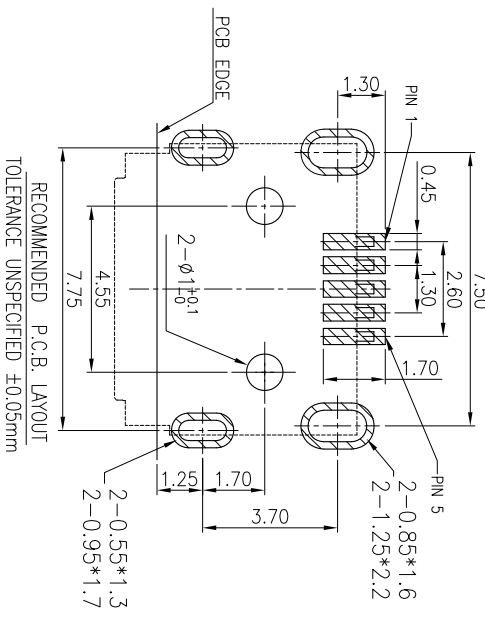 7.50
2.60
1.30
0.45
PIN 1
1.30
PCB EDGE
1.70
PIN 5
2-0.85*1.6
2-1.25*2.2
2-ø1+0.1
-0
4.55
7.75
1.25
1.70
3.70
2-0.55*1.3
2-0.95*1.7
RECOMMENDED P.C.B. LAYOUT
TOLERANCE UNSPECIFIED ±0.05mm